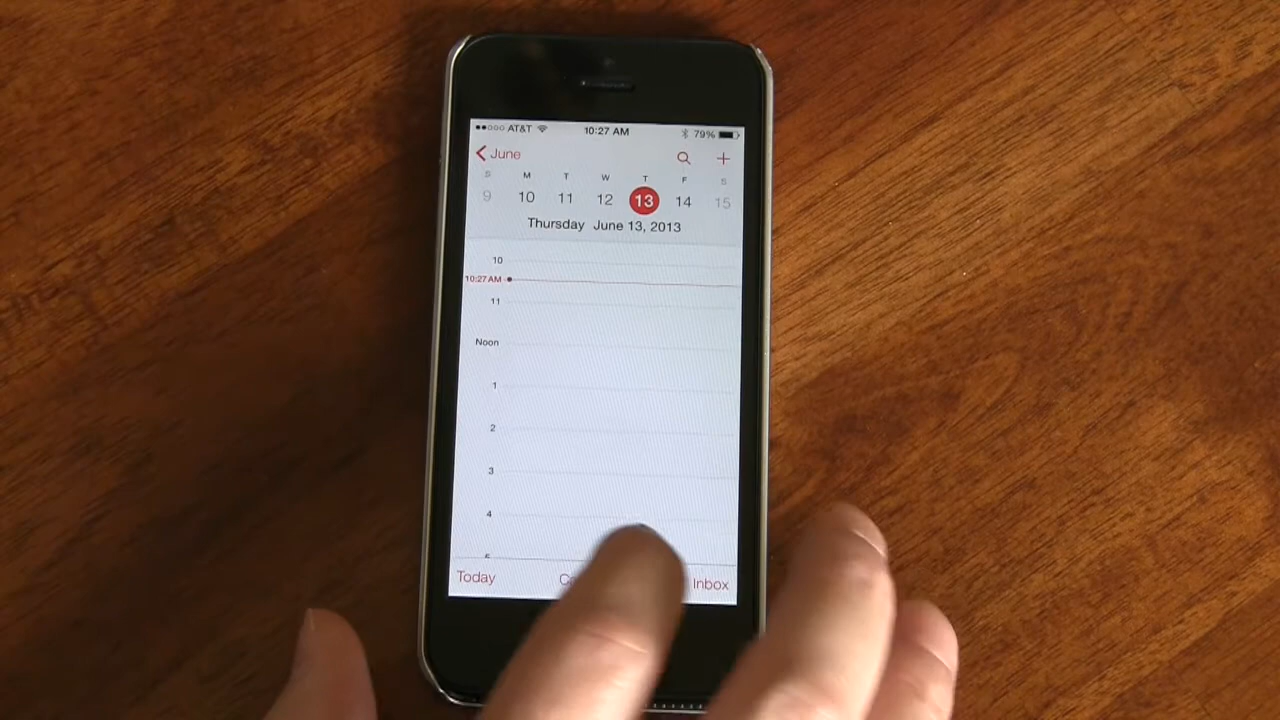 AT&T 10:27 AM 79%
June
S M T W T F S
9 10 11 12 13 14 15
Thursday June 13, 2013
10
10:27 AM
11
Noon
1
2
3
4
Today Inbox